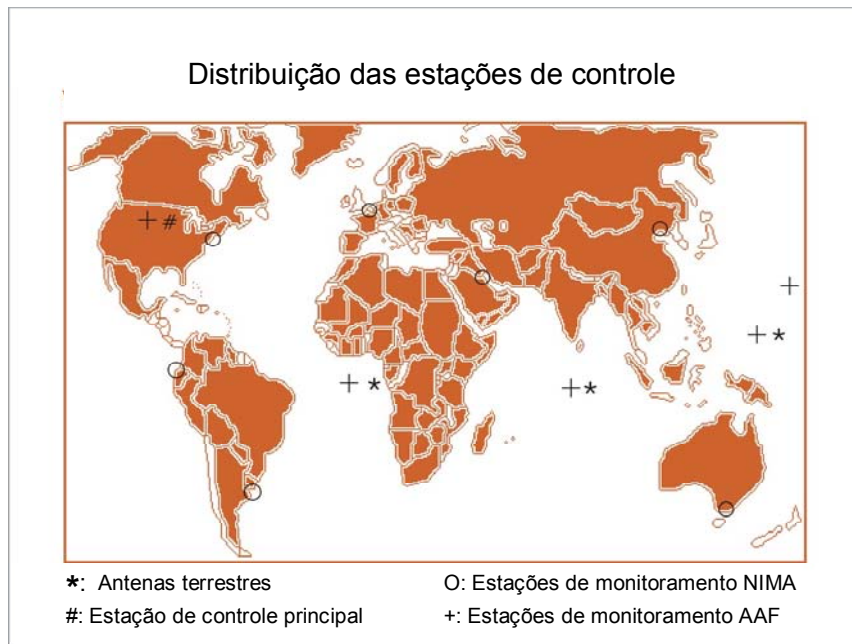 Distribuição das estações de controle
*: Antenas terrestres
O: Estações de monitoramento NIMA
#: Estação de controle principal
+: Estações de monitoramento AAF